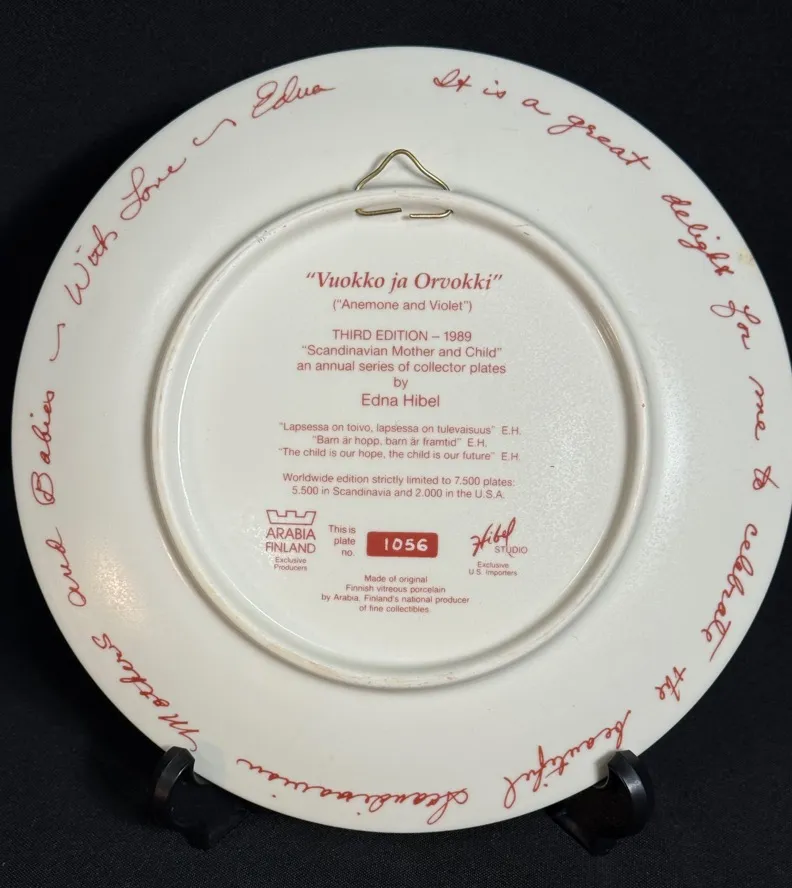 It is a great delight for me to celebrate the beautiful Scandinavian Mothers and Babies ~ With Love ~ Edna
“Vuokko ja Orvokki”
(“Anemone and Violet”)
THIRD EDITION – 1989
“Scandinavian Mother and Child”
an annual series of collector plates
by
Edna Hibel
“Lapsessa on toivo, lapsessa on tulevaisuus” E.H.
“Barn är hopp, barn är framtid” E.H.
“The child is our hope, the child is our future” E.H.
Worldwide edition strictly limited to 7.500 plates:
5.500 in Scandinavia and 2.000 in the U.S.A.
ARABIA
FINLAND
Exclusive
Producers
This is
plate
no.
1056
Hibel
STUDIO
Exclusive
U.S. Importers
Made of original
Finnish vitreous porcelain
by Arabia, Finland's national producer
of fine collectibles.